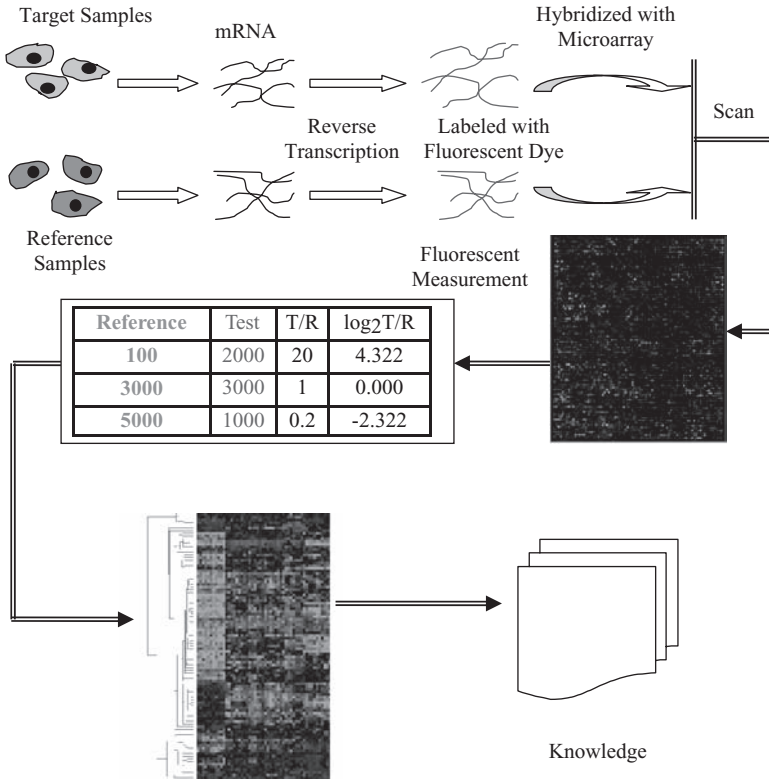 Target Samples
mRNA
Hybridized with
Microarray
Scan
Reverse
Transcription
Labeled with
Fluorescent Dye
Reference
Samples
Fluorescent
Measurement
Reference Test T/R log₂T/R
100 2000 20 4.322
3000 3000 1 0.000
5000 1000 0.2 -2.322
Knowledge